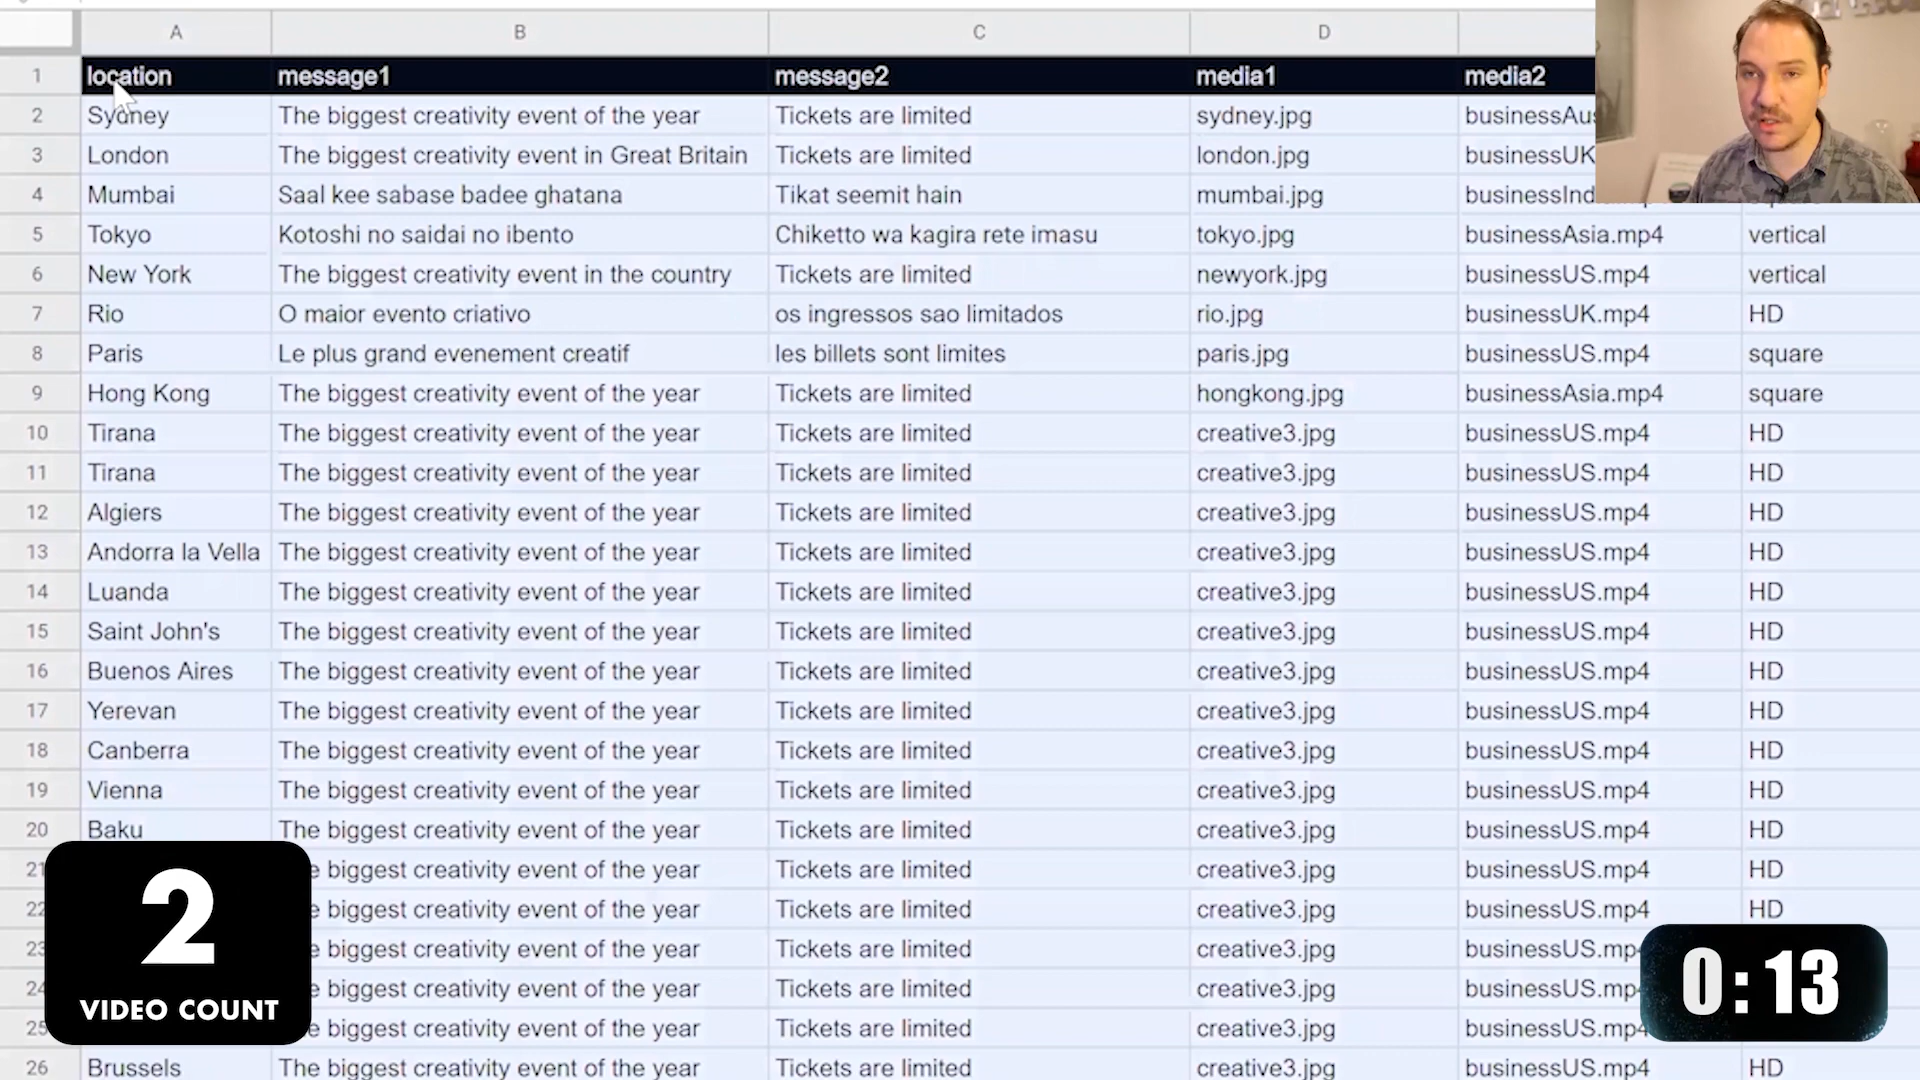 A B C D
1 location message1 message2 media1 media2
2 Sydney The biggest creativity event of the year Tickets are limited sydney.jpg businessAus
3 London The biggest creativity event in Great Britain Tickets are limited london.jpg businessUK
4 Mumbai Saal kee sabase badee ghatana Tikat seemit hain mumbai.jpg businessInd
5 Tokyo Kotoshi no saidai no ibento Chiketto wa kagira rete imasu tokyo.jpg businessAsia.mp4 vertical
6 New York The biggest creativity event in the country Tickets are limited newyork.jpg businessUS.mp4 vertical
7 Rio O maior evento criativo os ingressos sao limitados rio.jpg businessUK.mp4 HD
8 Paris Le plus grand evenement creatif les billets sont limites paris.jpg businessUS.mp4 square
9 Hong Kong The biggest creativity event of the year Tickets are limited hongkong.jpg businessAsia.mp4 square
10 Tirana The biggest creativity event of the year Tickets are limited creative3.jpg businessUS.mp4 HD
11 Tirana The biggest creativity event of the year Tickets are limited creative3.jpg businessUS.mp4 HD
12 Algiers The biggest creativity event of the year Tickets are limited creative3.jpg businessUS.mp4 HD
13 Andorra la Vella The biggest creativity event of the year Tickets are limited creative3.jpg businessUS.mp4 HD
14 Luanda The biggest creativity event of the year Tickets are limited creative3.jpg businessUS.mp4 HD
15 Saint John's The biggest creativity event of the year Tickets are limited creative3.jpg businessUS.mp4 HD
16 Buenos Aires The biggest creativity event of the year Tickets are limited creative3.jpg businessUS.mp4 HD
17 Yerevan The biggest creativity event of the year Tickets are limited creative3.jpg businessUS.mp4 HD
18 Canberra The biggest creativity event of the year Tickets are limited creative3.jpg businessUS.mp4 HD
19 Vienna The biggest creativity event of the year Tickets are limited creative3.jpg businessUS.mp4 HD
20 Baku The biggest creativity event of the year Tickets are limited creative3.jpg businessUS.mp4 HD
21 e biggest creativity event of the year Tickets are limited creative3.jpg businessUS.mp4 HD
22 e biggest creativity event of the year Tickets are limited creative3.jpg businessUS.mp4 HD
23 e biggest creativity event of the year Tickets are limited creative3.jpg businessUS.mp4
24 e biggest creativity event of the year Tickets are limited creative3.jpg businessUS.mp4
25 e biggest creativity event of the year Tickets are limited creative3.jpg businessUS.mp4
26 Brussels The biggest creativity event of the year Tickets are limited creative3.jpg businessUS.mp4 HD
2
VIDEO COUNT
0:13